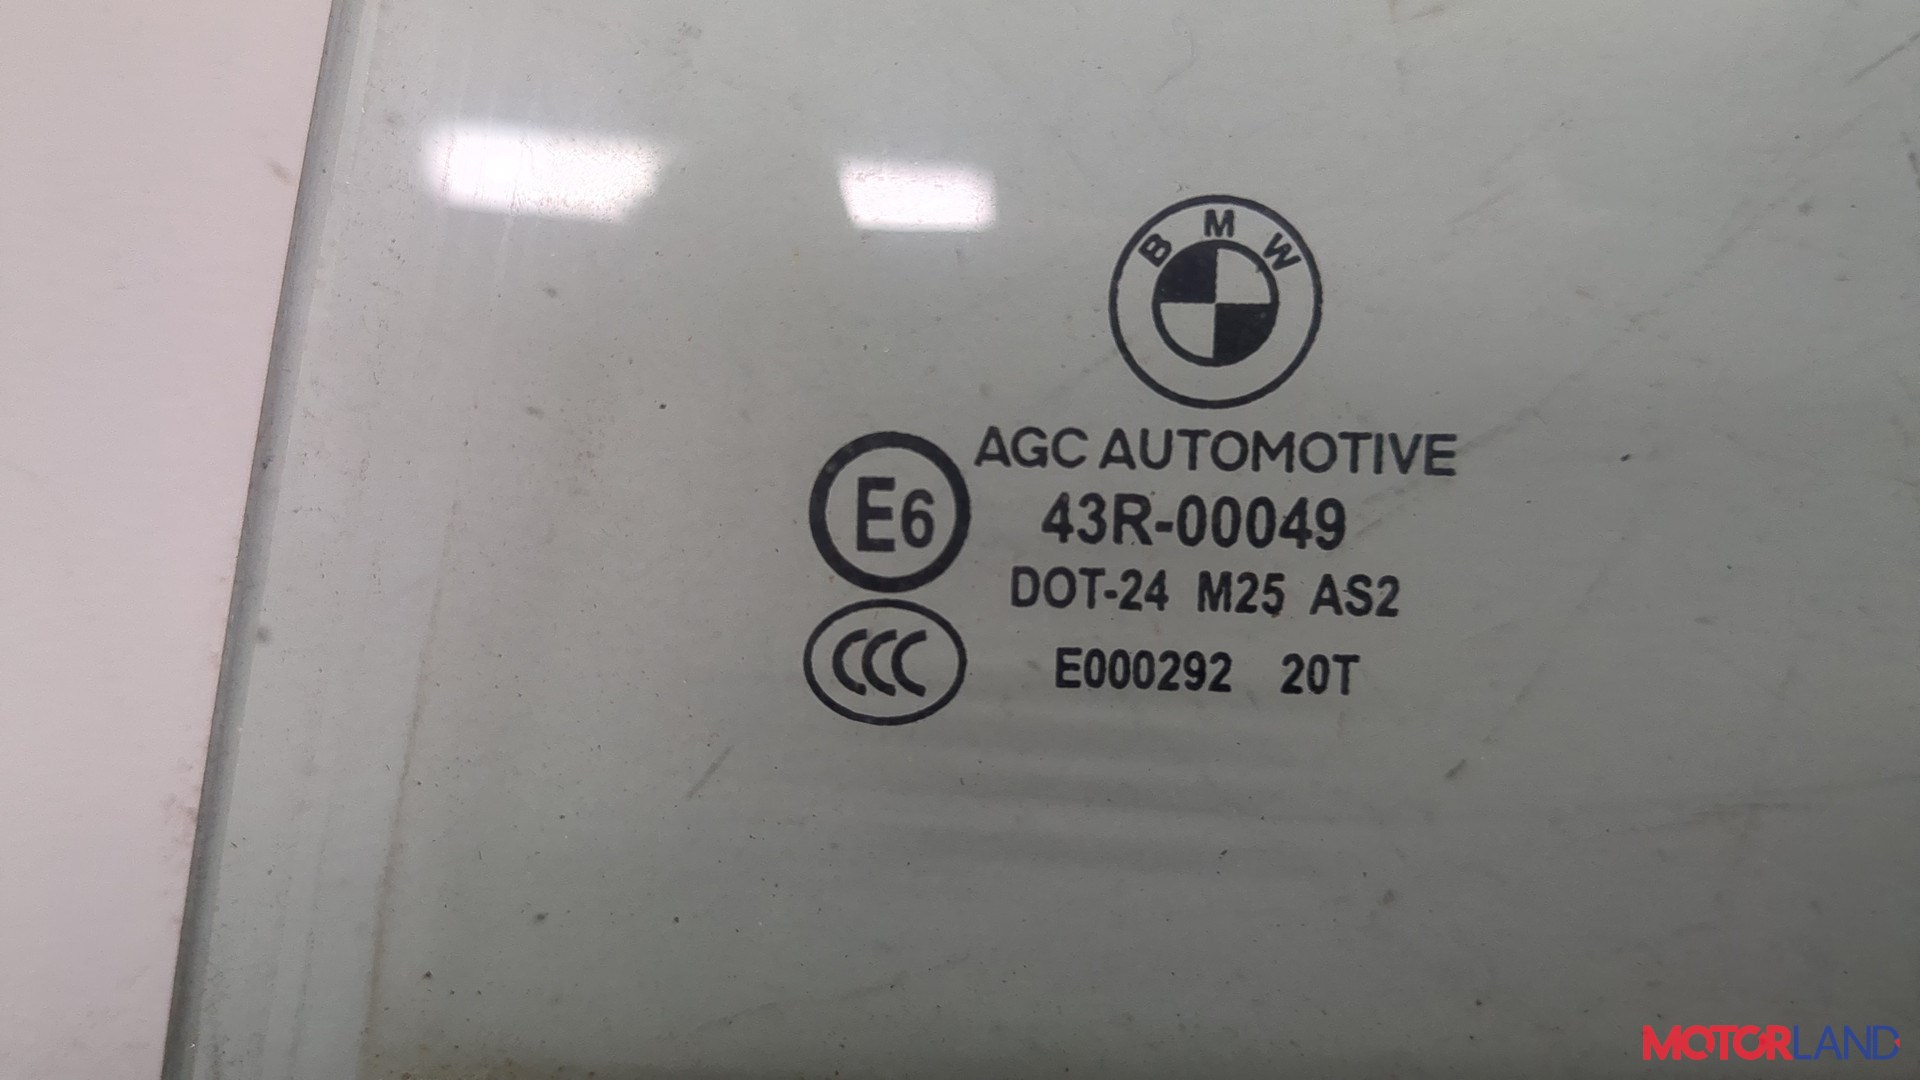 BMW
AGC AUTOMOTIVE
E6
43R-00049
DOT-24 M25 AS2
CCC
E000292 20T
MOTORLAND